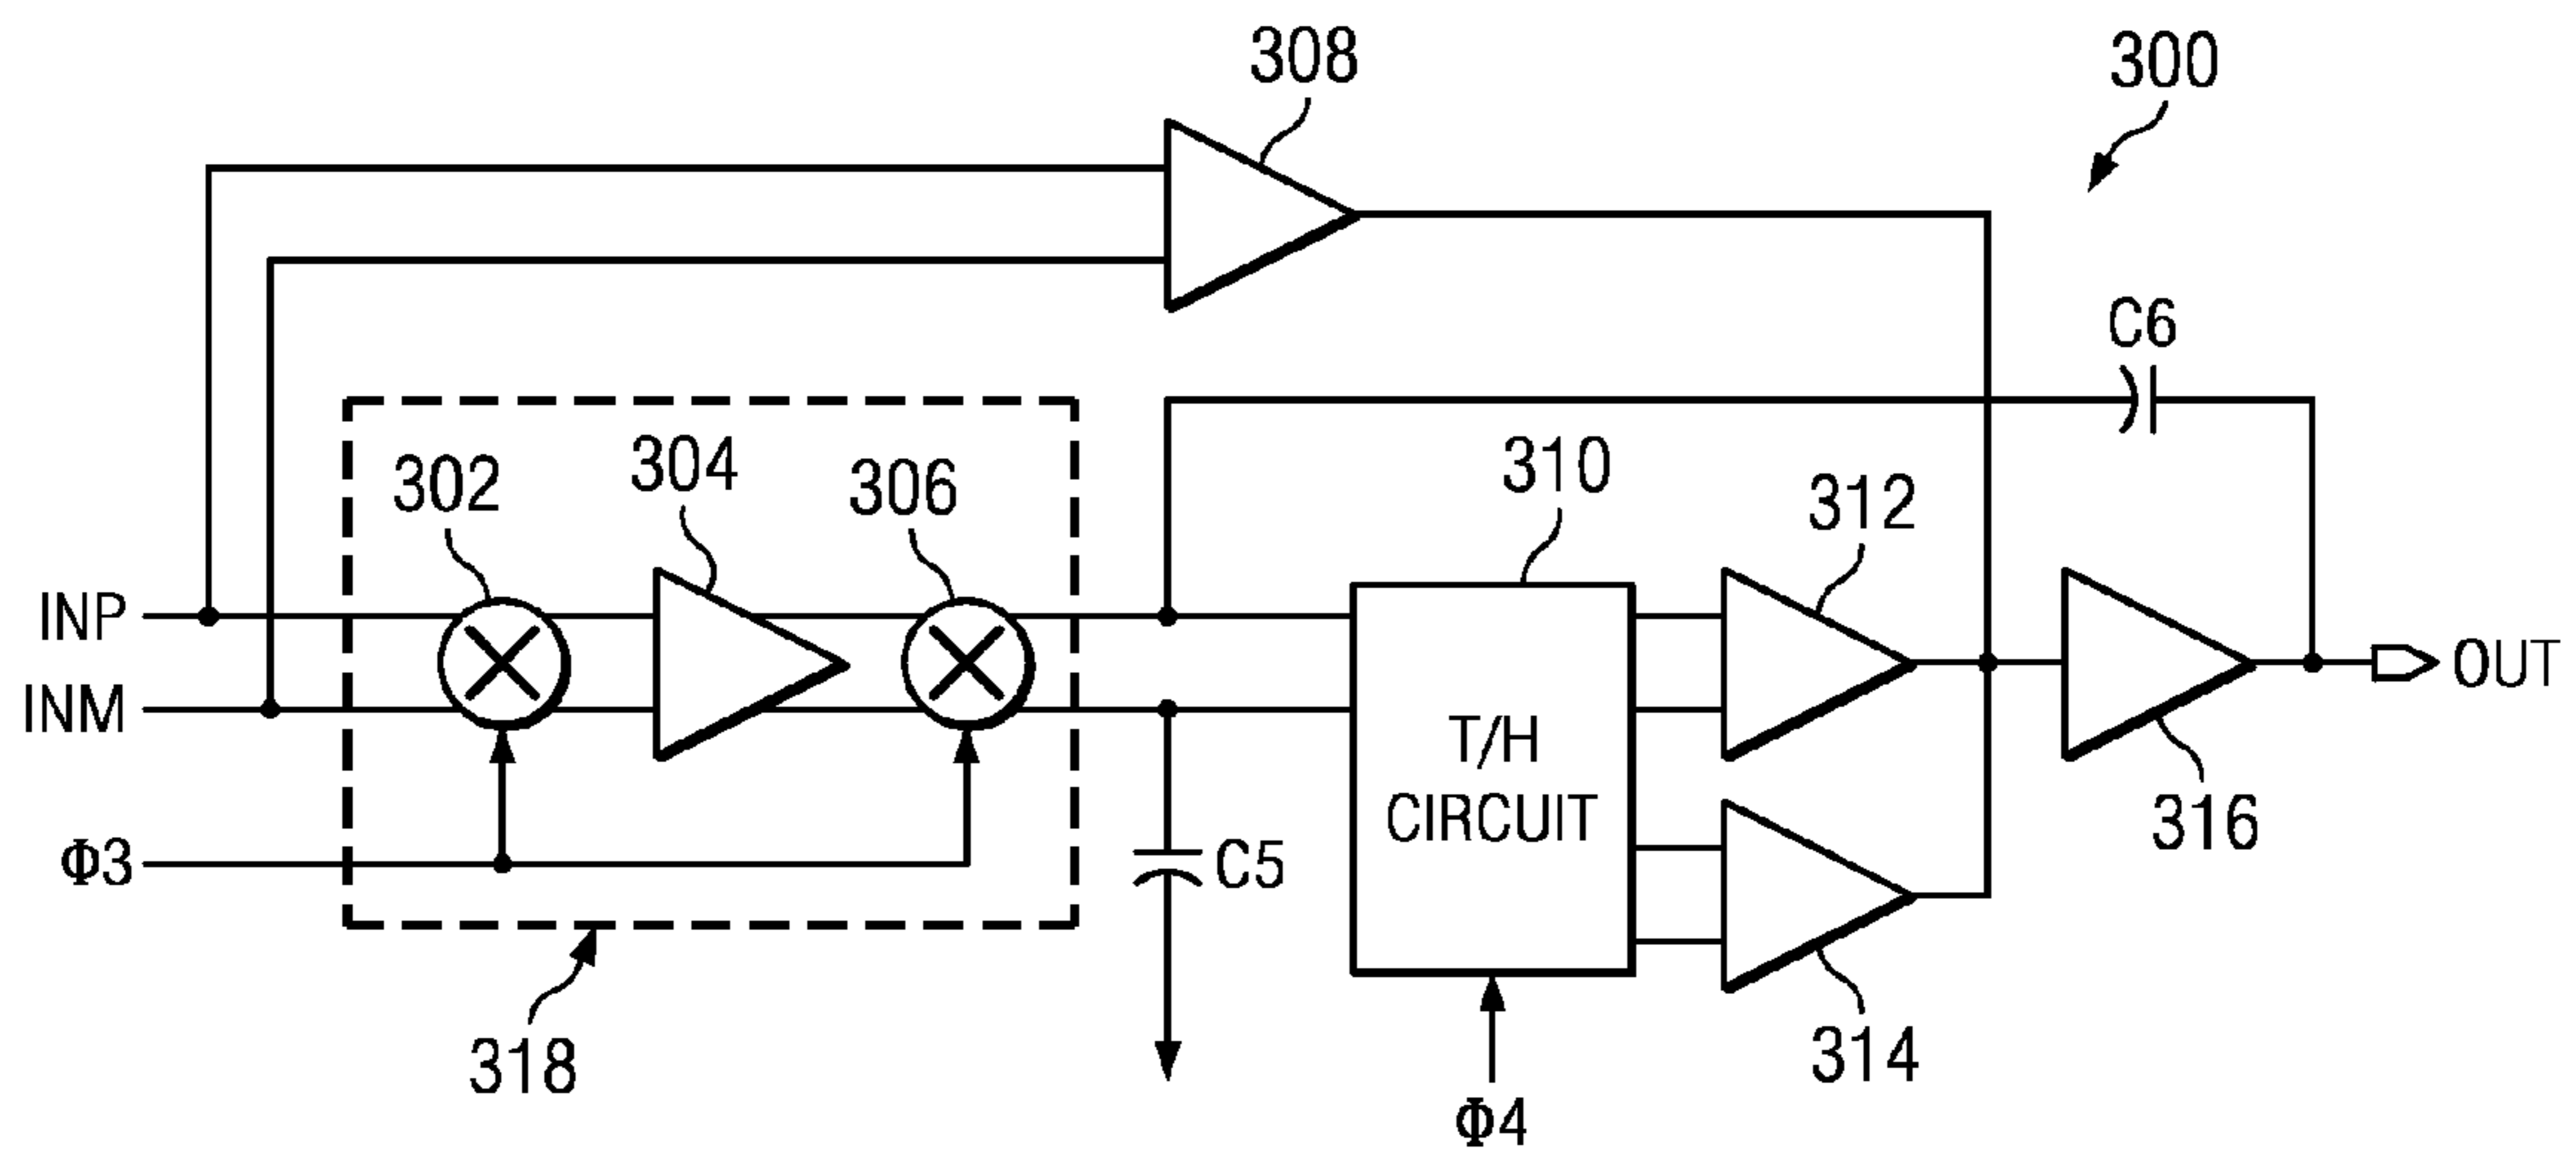 308
300
C6
302
304
306
310
312
INP
INM
OUT
T/H
CIRCUIT
Φ3
C5
316
318
314
Φ4